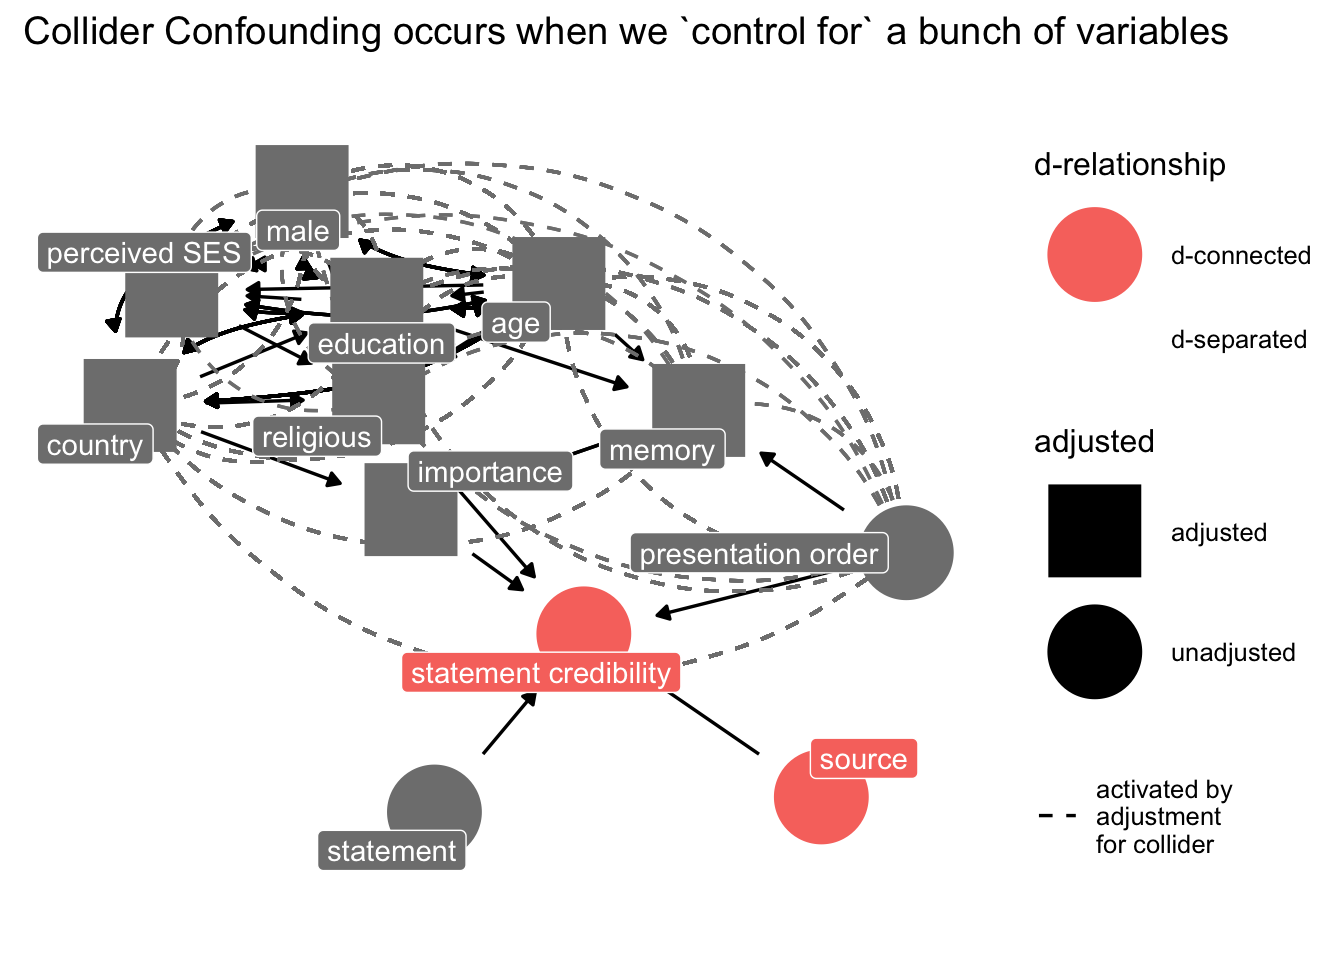 Collider Confounding occurs when we `control for` a bunch of variables
male
perceived SES
age
education
religious
country
importance
memory
presentation order
statement credibility
source
statement
d-relationship
d-connected
d-separated
adjusted
adjusted
unadjusted
activated by
adjustment
for collider